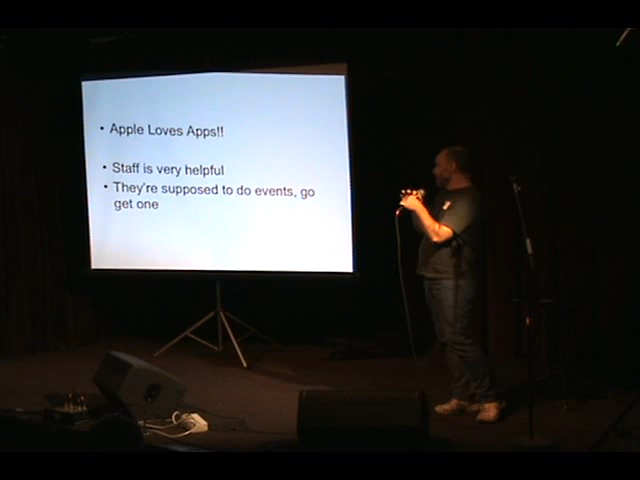 • Apple Loves Apps!!
• Staff is very helpful
• They're supposed to do events, go
get one